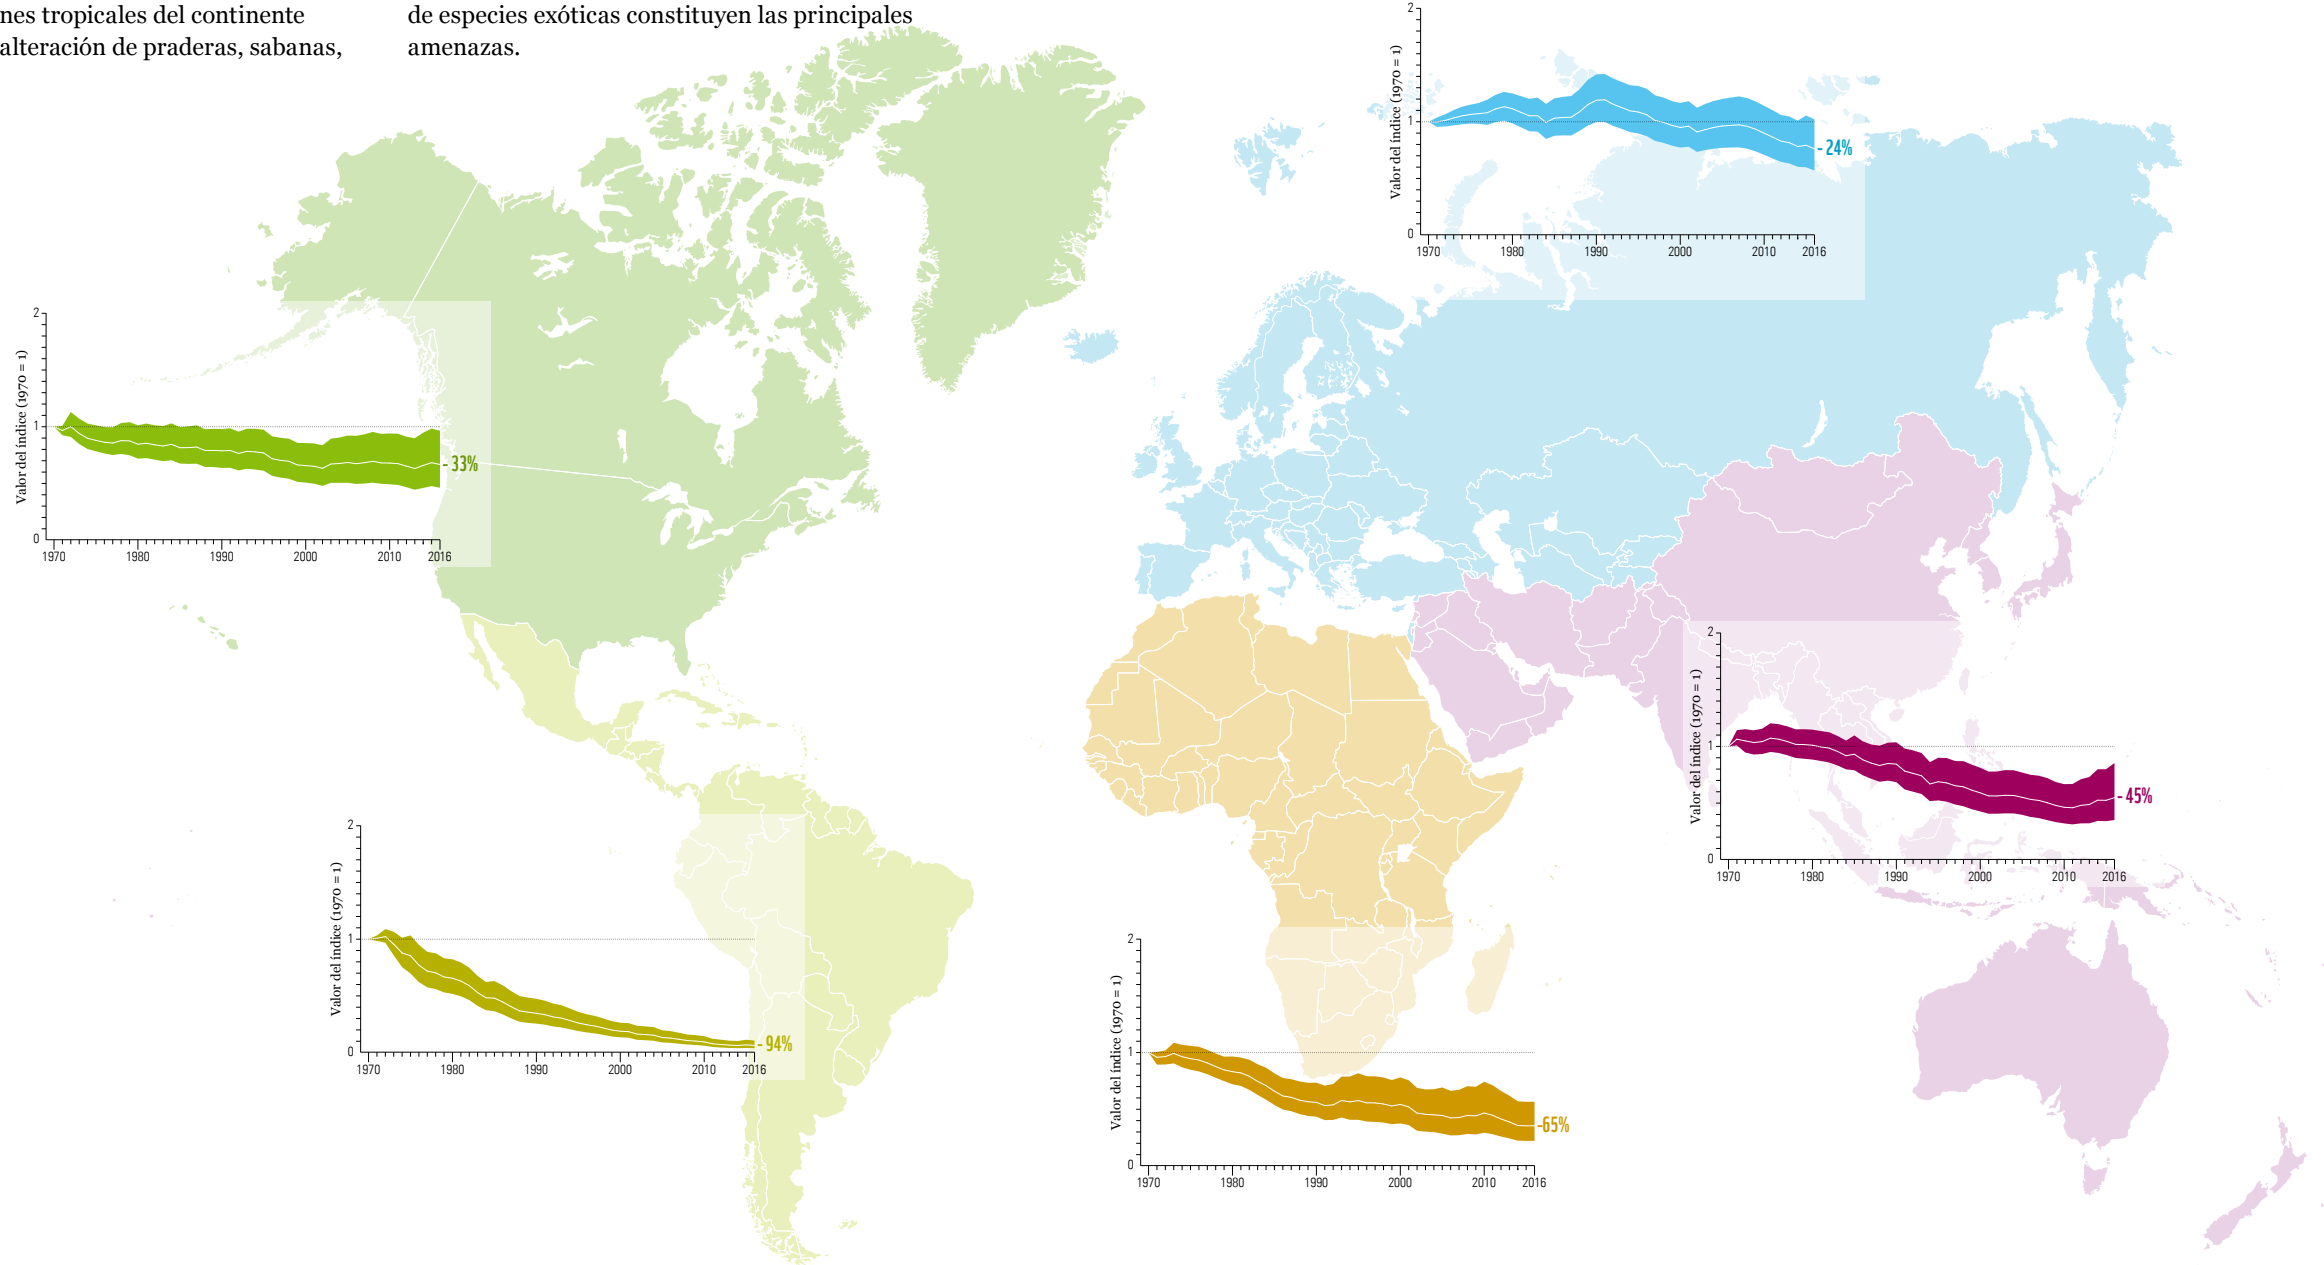 nes tropicales del continente
alteración de praderas, sabanas,
de especies exóticas constituyen las principales
amenazas.
Valor del índice (1970 = 1)
2
1
0
1970 1980 1990 2000 2010 2016
- 24%
Valor del índice (1970 = 1)
2
1
0
1970 1980 1990 2000 2010 2016
- 33%
Valor del índice (1970 = 1)
2
1
0
1970 1980 1990 2000 2010 2016
- 45%
Valor del índice (1970 = 1)
2
1
0
1970 1980 1990 2000 2010 2016
- 94%
Valor del índice (1970 = 1)
2
1
0
1970 1980 1990 2000 2010 2016
-65%